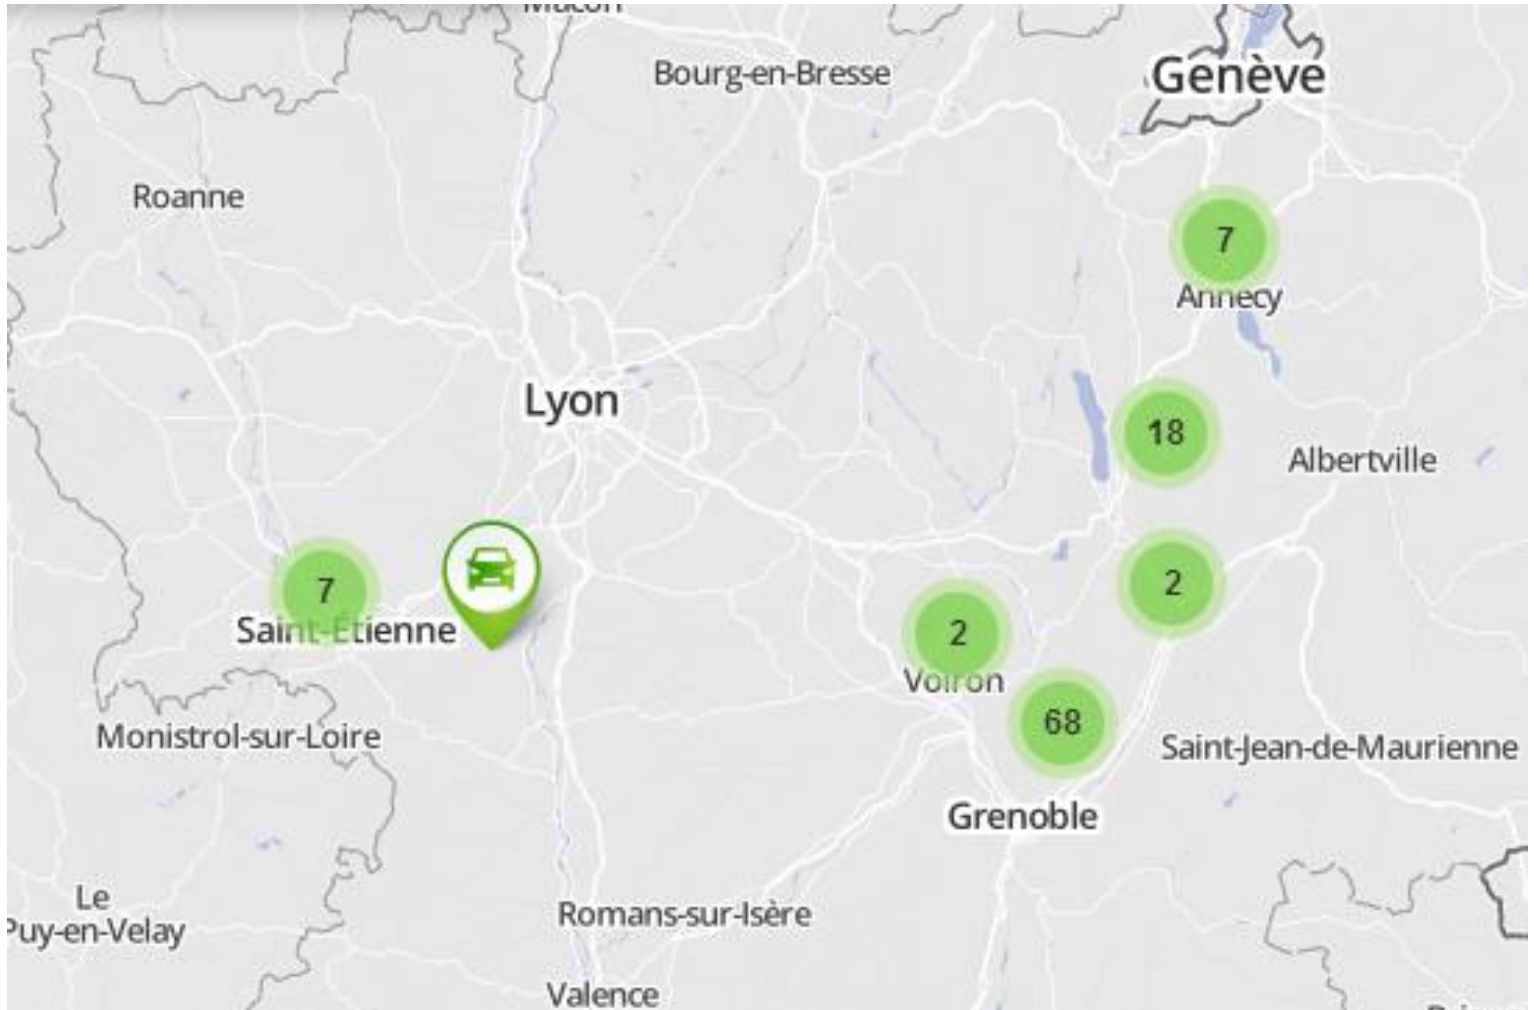 Mâcon
Bourg-en-Bresse
Genève
Roanne
7
Annecy
Lyon
18
Albertville
7
Saint-Étienne
2
2
Voiron
68
Monistrol-sur-Loire
Saint-Jean-de-Maurienne
Grenoble
Le
Puy-en-Velay
Romans-sur-Isère
Valence